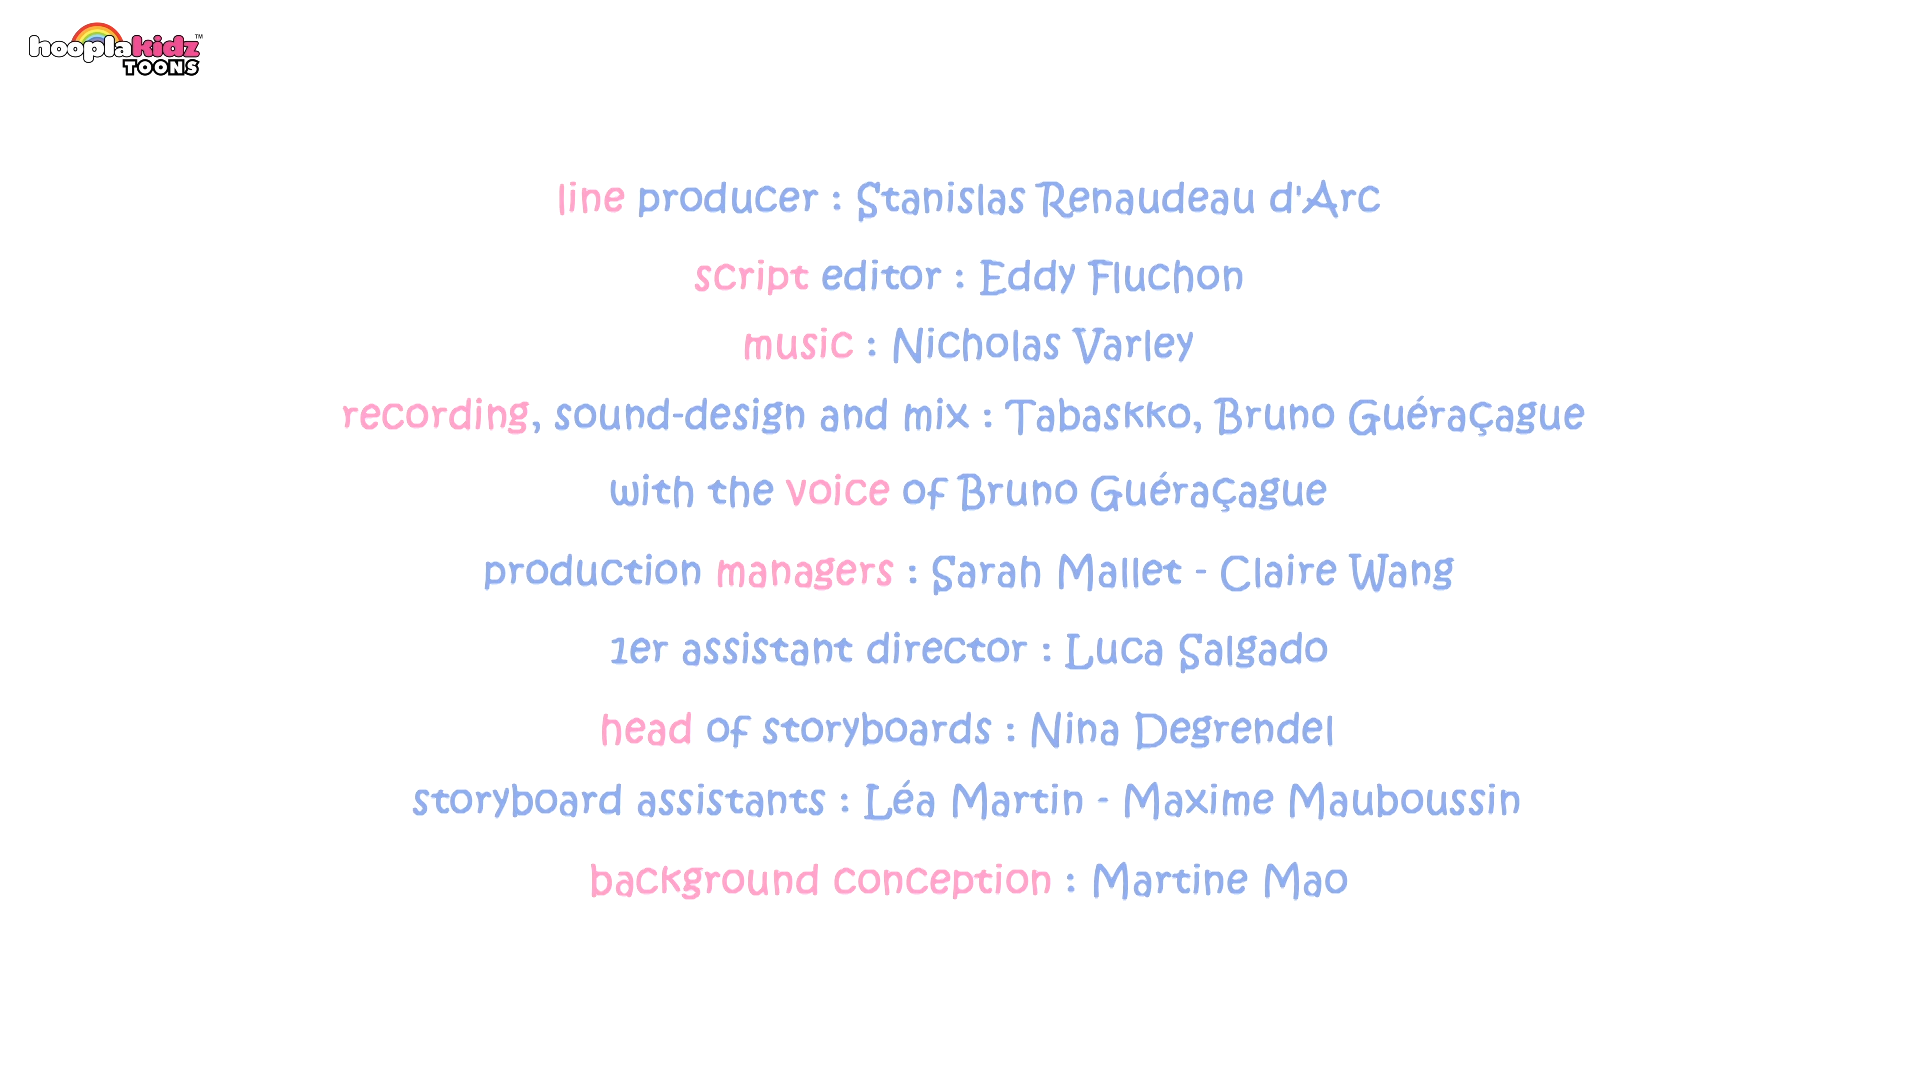 hooplakidz™
TOONS
line producer : Stanislas Renaudeau d'Arc
script editor : Eddy Fluchon
music : Nicholas Varley
recording, sound-design and mix : Tabaskko, Bruno Guéraçague
with the voice of Bruno Guéraçague
production managers : Sarah Mallet - Claire Wang
1er assistant director : Luca Salgado
head of storyboards : Nina Degrendel
storyboard assistants : Léa Martin - Maxime Mauboussin
background conception : Martine Mao